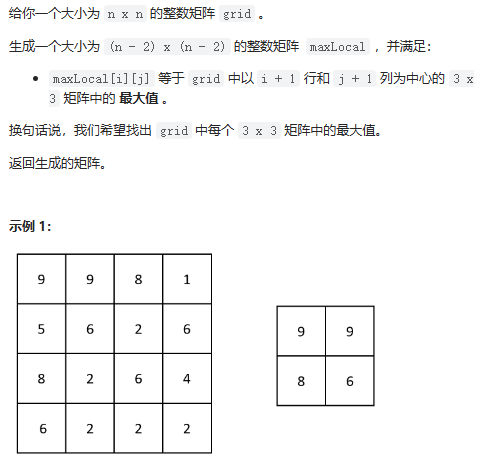 给你一个大小为 n x n 的整数矩阵 grid 。
生成一个大小为 (n - 2) x (n - 2) 的整数矩阵 maxLocal ，并满足：
• maxLocal[i][j] 等于 grid 中以 i + 1 行和 j + 1 列为中心的 3 x
3 矩阵中的 最大值 。
换句话说，我们希望找出 grid 中每个 3 x 3 矩阵中的最大值。
返回生成的矩阵。
示例 1：
9 9 8 1
5 6 2 6
8 2 6 4
6 2 2 2
9 9
8 6